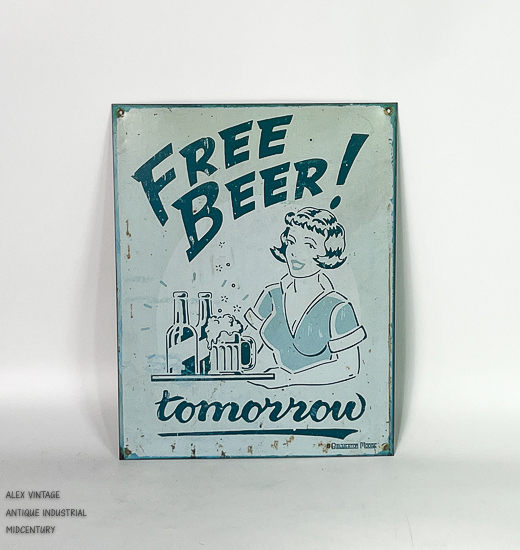 FREE
BEER!
tomorrow
ALEX VINTAGE
ANTIQUE INDUSTRIAL
MIDCENTURY